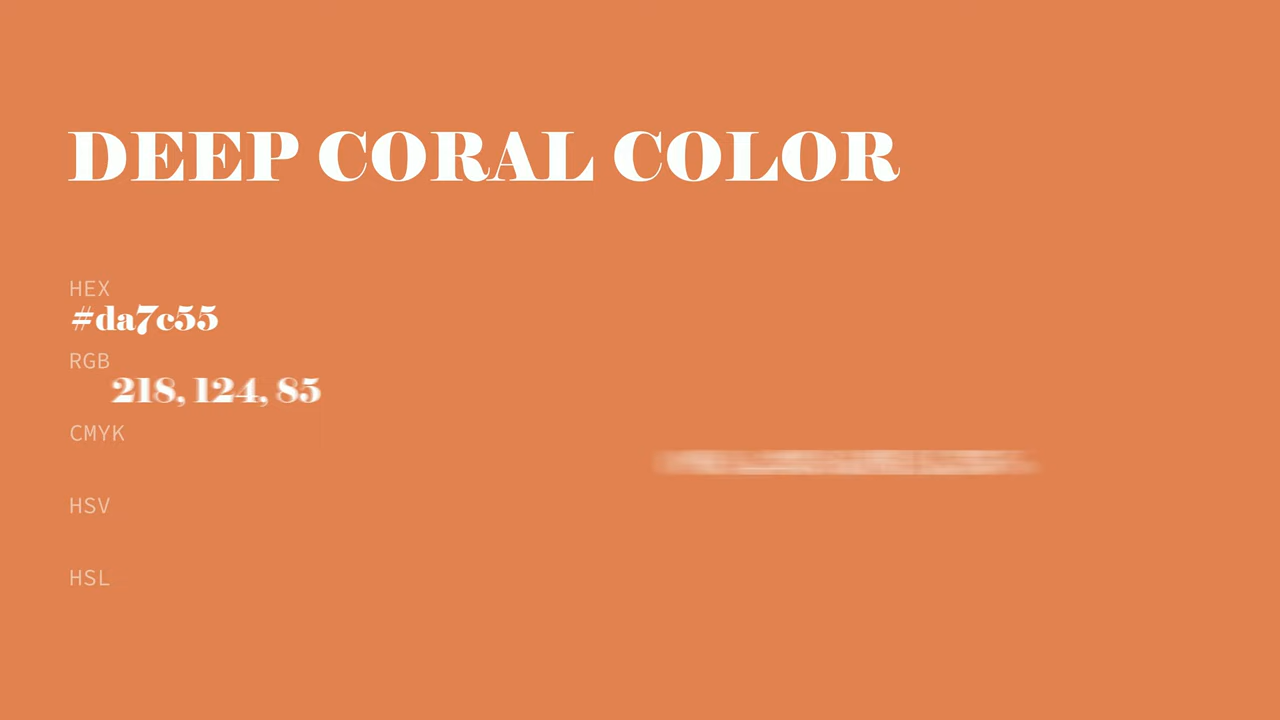 DEEP CORAL COLOR
HEX
#da7c55
RGB
218, 124, 85
CMYK
HSV
HSL